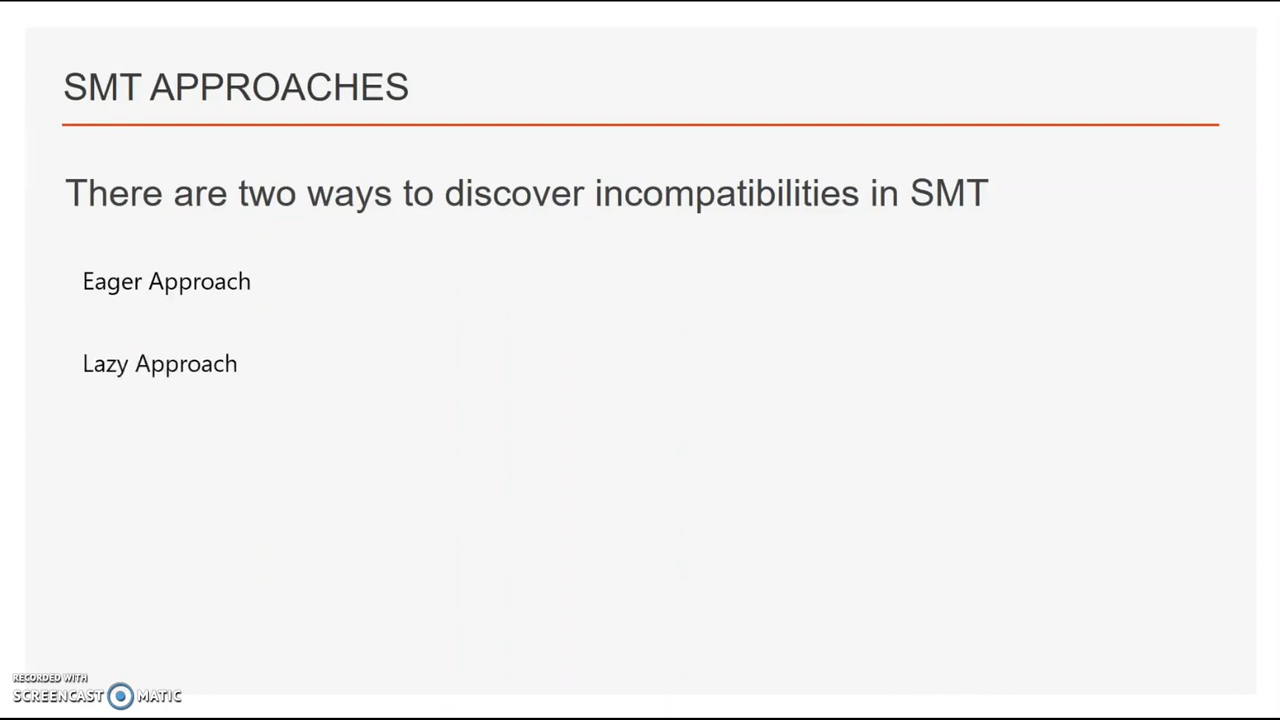 SMT APPROACHES
There are two ways to discover incompatibilities in SMT
Eager Approach
Lazy Approach
RECORDED WITH
SCREENCAST MATIC